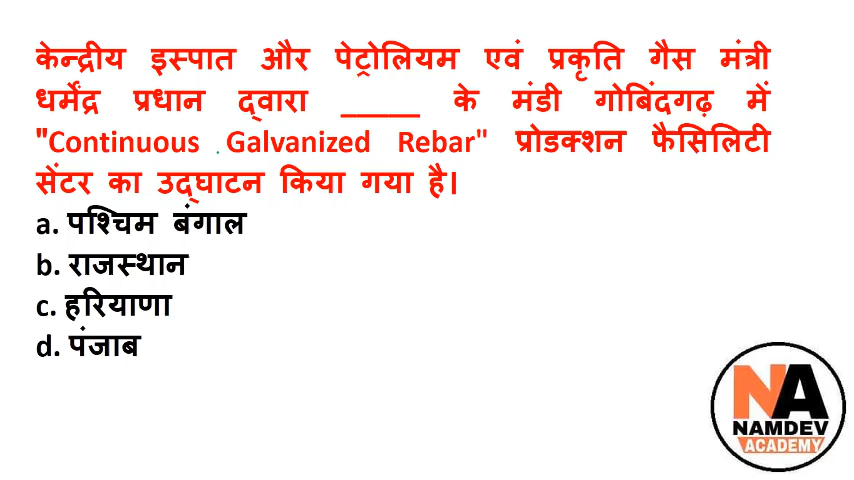 केन्द्रीय इस्पात और पेट्रोलियम एवं प्रकृति गैस मंत्री
धर्मेंद्र प्रधान द्वारा _____ के मंडी गोबिंदगढ़ में
"Continuous Galvanized Rebar" प्रोडक्शन फैसिलिटी
सेंटर का उद्घाटन किया गया है।
a. पश्चिम बंगाल
b. राजस्थान
c. हरियाणा
d. पंजाब
NA
NAMDEV
ACADEMY